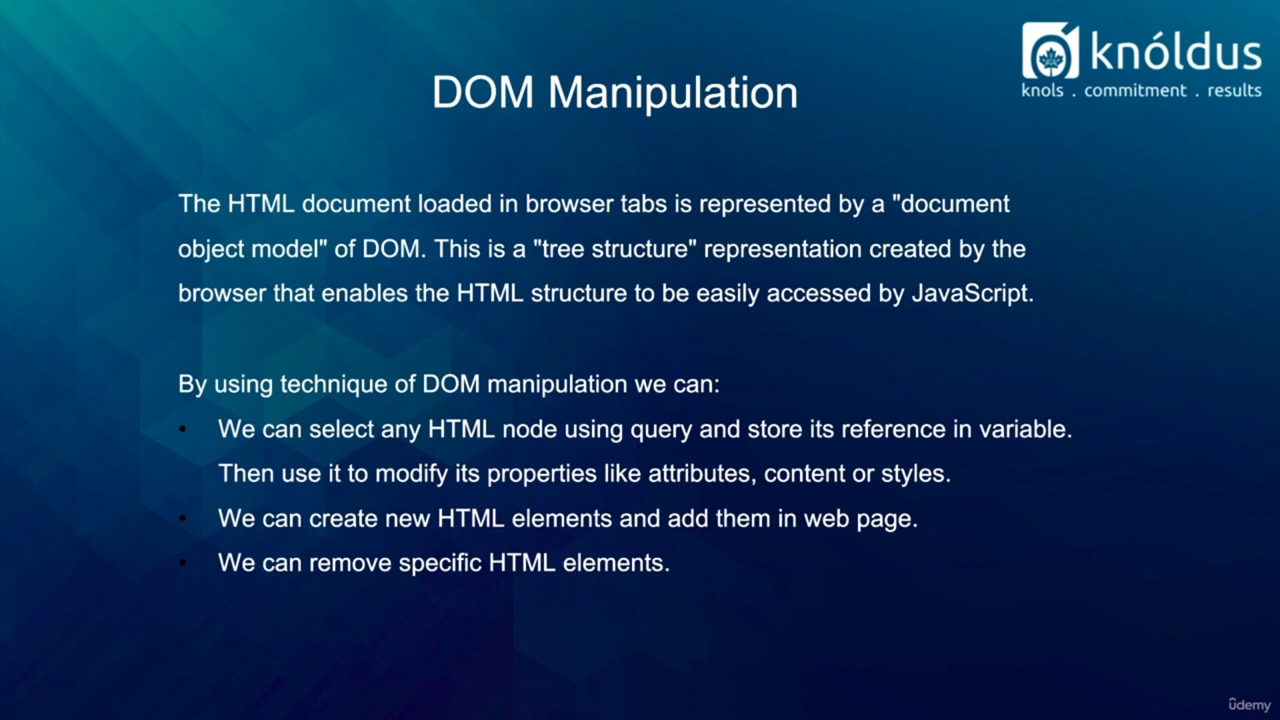 knóldus
knols . commitment . results
DOM Manipulation
The HTML document loaded in browser tabs is represented by a "document
object model" of DOM. This is a "tree structure" representation created by the
browser that enables the HTML structure to be easily accessed by JavaScript.
By using technique of DOM manipulation we can:
• We can select any HTML node using query and store its reference in variable.
Then use it to modify its properties like attributes, content or styles.
• We can create new HTML elements and add them in web page.
• We can remove specific HTML elements.
ûdemy